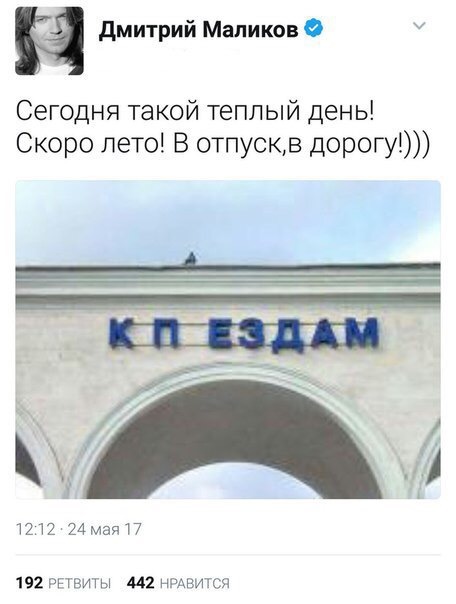 Дмитрий Маликов
Сегодня такой теплый день!
Скоро лето! В отпуск,в дорогу!)))
К П ЕЗДАМ
12:12 · 24 мая 17
192 РЕТВИТЫ 442 НРАВИТСЯ